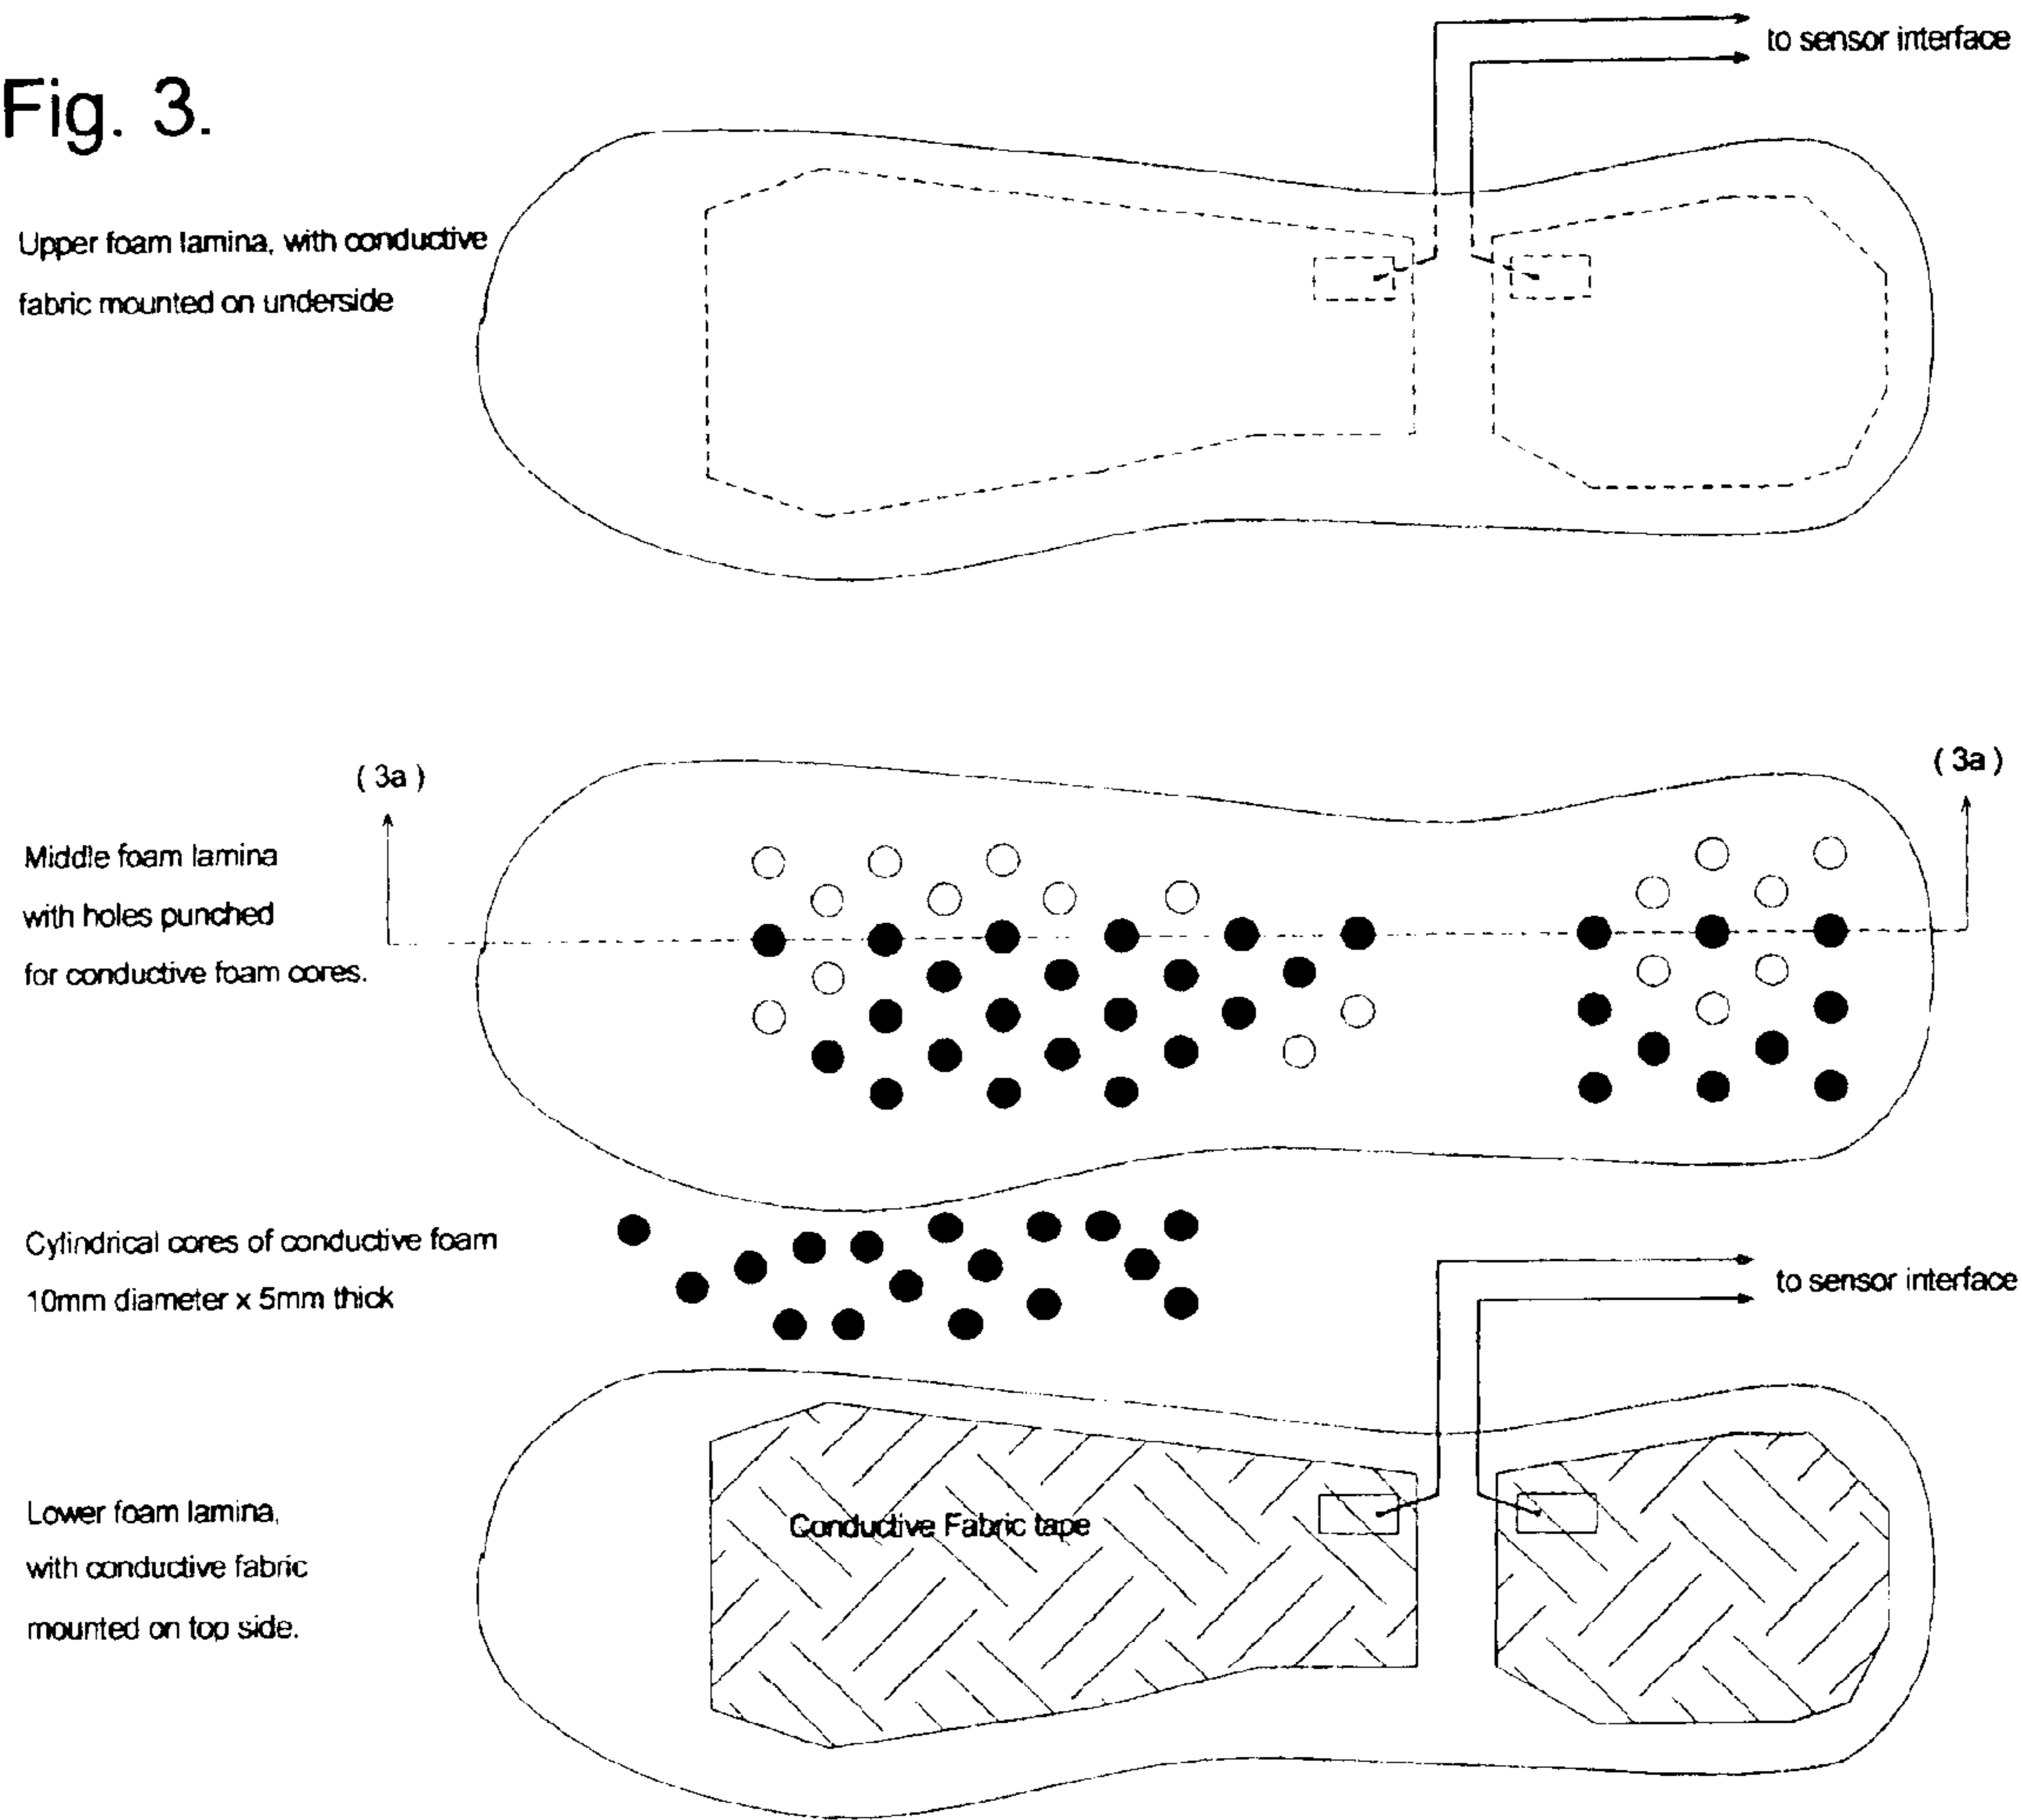 to sensor interface
Fig. 3.
Upper foam lamina, with conductive
fabric mounted on underside
(3a)
(3a)
Middle foam lamina
with holes punched
for conductive foam cores.
Cylindrical cores of conductive foam
10mm diameter x 5mm thick
to sensor interface
Lower foam lamina,
with conductive fabric
mounted on top side.
Conductive Fabric tape